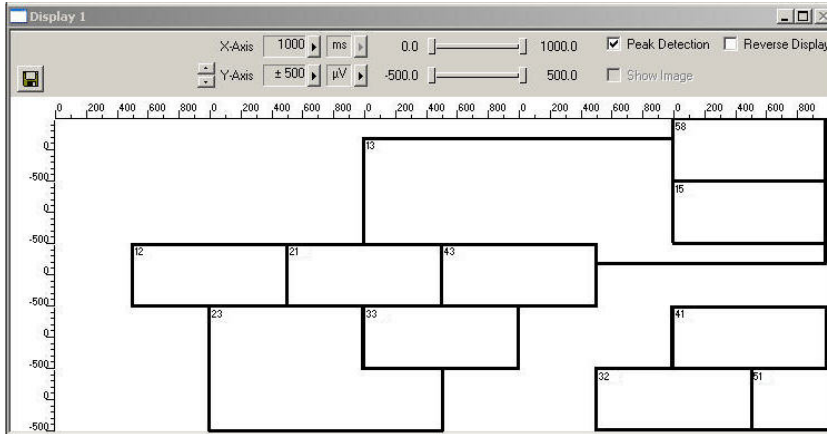 Display 1
X-Axis 1000 ms 0.0 1000.0 Peak Detection Reverse Display
Y-Axis ± 500 µV -500.0 500.0 Show Image
0 200 400 600 800 0 200 400 600 800 0 200 400 600 800 0 200 400 600 800 0 200 400 600 800
58
0
13
-500
15
0
-500
12 21 43
0
-500
23 33 41
0
-500
32 51
0
-500